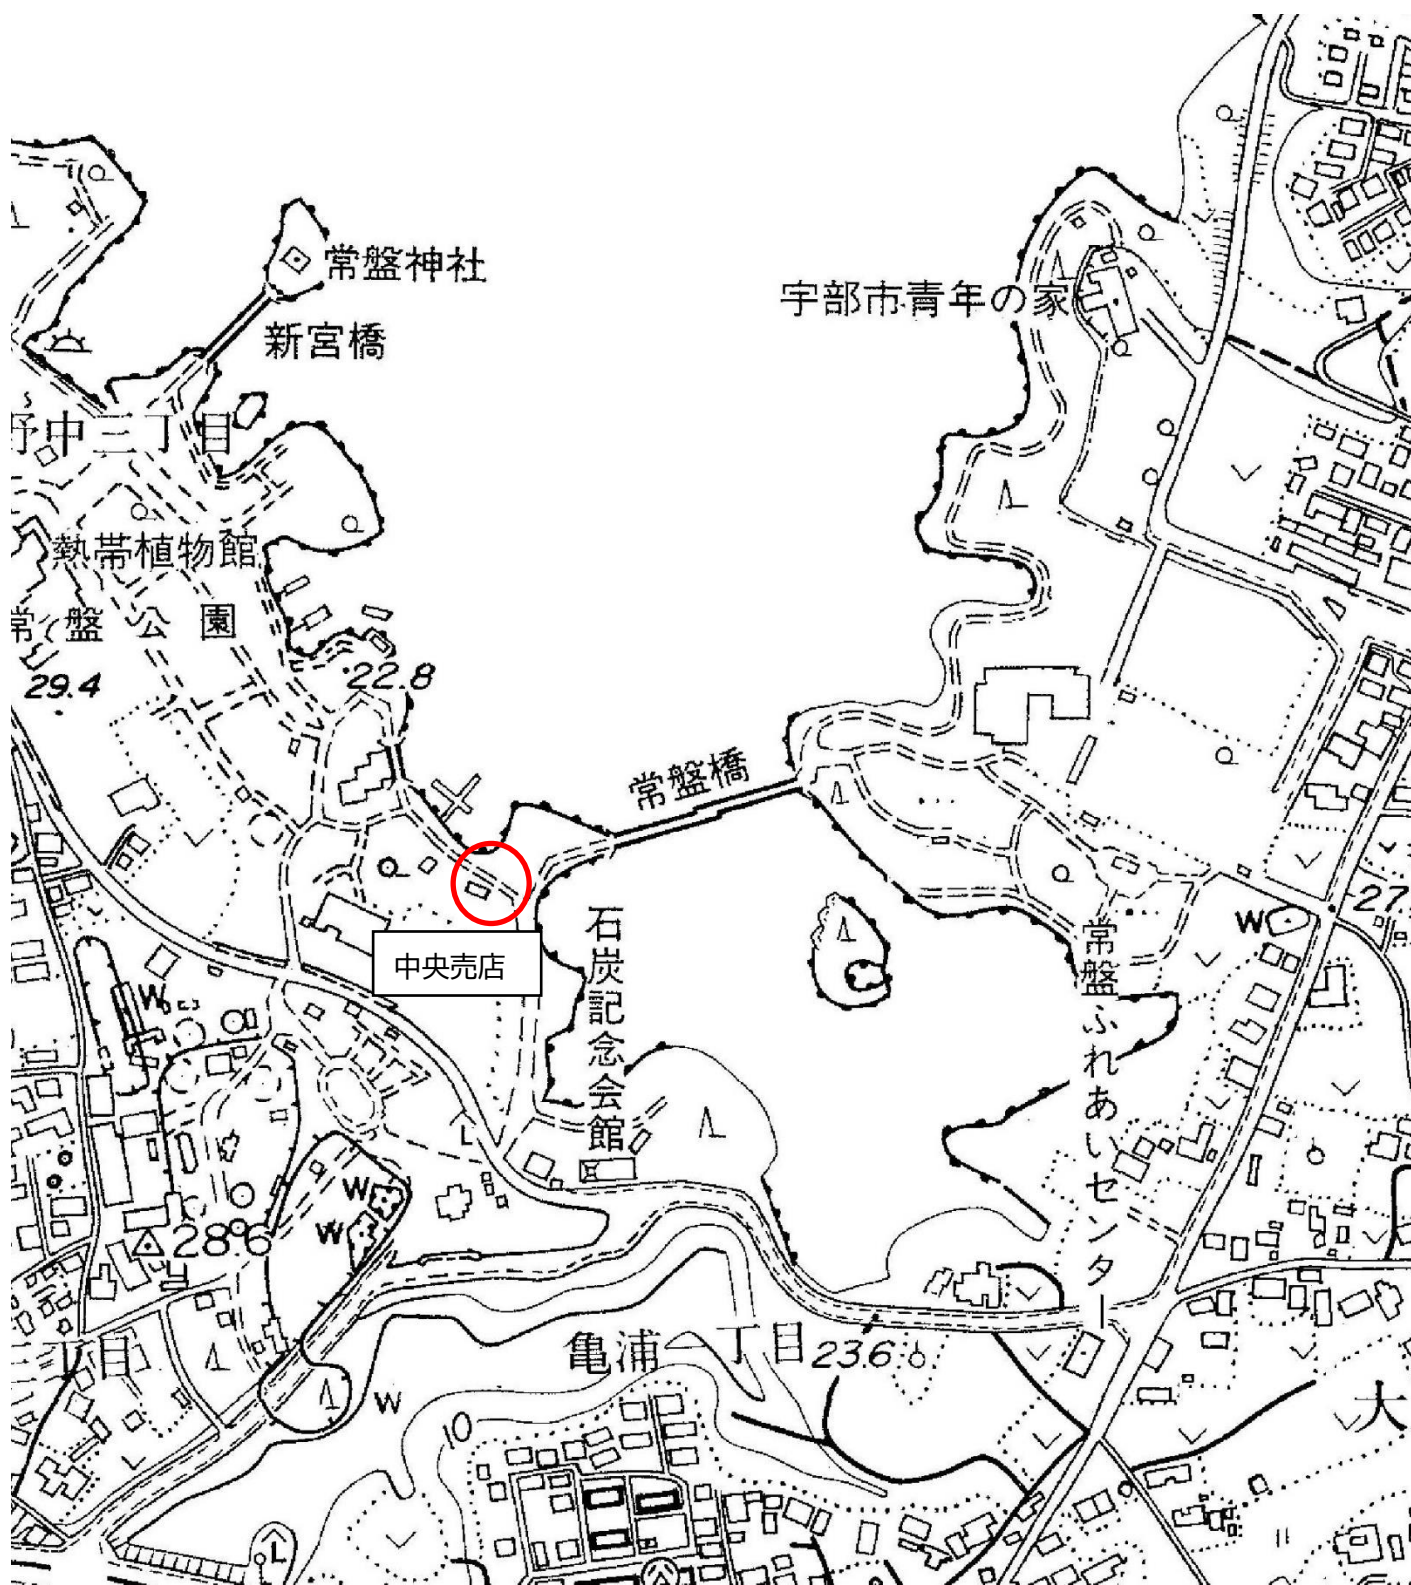 常盤神社
宇部市青年の家
新宮橋
野中三丁目
熱帯植物館
常盤公園
22.8
29.4
常盤橋
27.
W
石炭記念会館
常盤ふれあいセンター
中央売店
W
L
W
W
28.6
亀浦一丁目
23.6
丁目
W
大
10
L